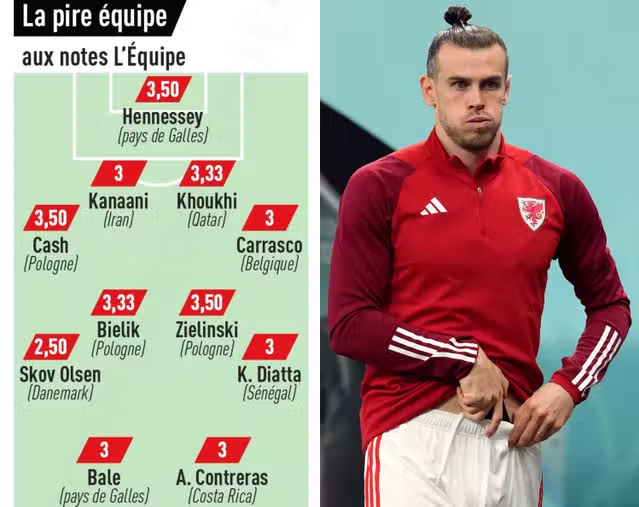 La pire équipe
aux notes L’Équipe
3,50
Hennessey
(pays de Galles)
3
Kanaani
(Iran)
3,33
Khoukhi
(Qatar)
3,50
Cash
(Pologne)
3
Carrasco
(Belgique)
3,33
Bielik
(Pologne)
3,50
Zielinski
(Pologne)
2,50
Skov Olsen
(Danemark)
3
K. Diatta
(Sénégal)
3
Bale
(pays de Galles)
3
A. Contreras
(Costa Rica)